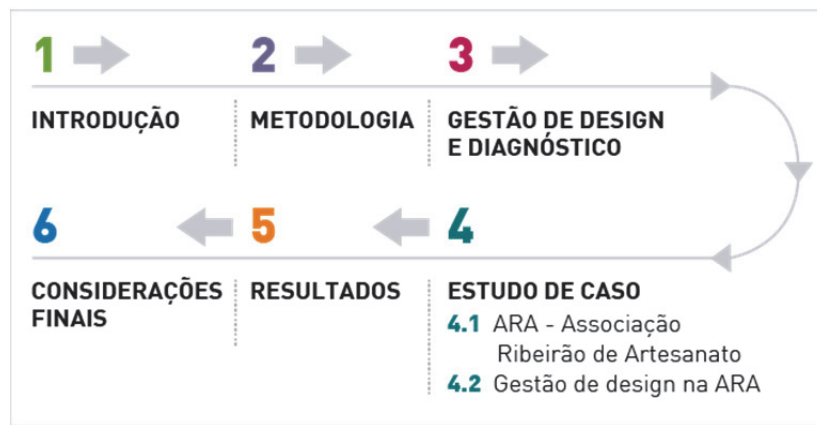 1
2
3
INTRODUÇÃO
METODOLOGIA
GESTÃO DE DESIGN
E DIAGNÓSTICO
4
ESTUDO DE CASO
4.1 ARA - Associação
Ribeirão de Artesanato
4.2 Gestão de design na ARA
5
RESULTADOS
6
CONSIDERAÇÕES
FINAIS